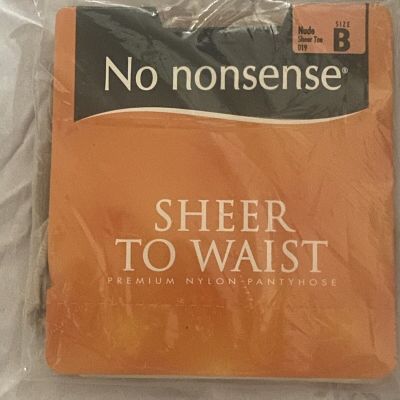 Nude
Sheer Toe
019
SIZE
B
No nonsense®
SHEER
TO WAIST
PREMIUM NYLON-PANTYHOSE